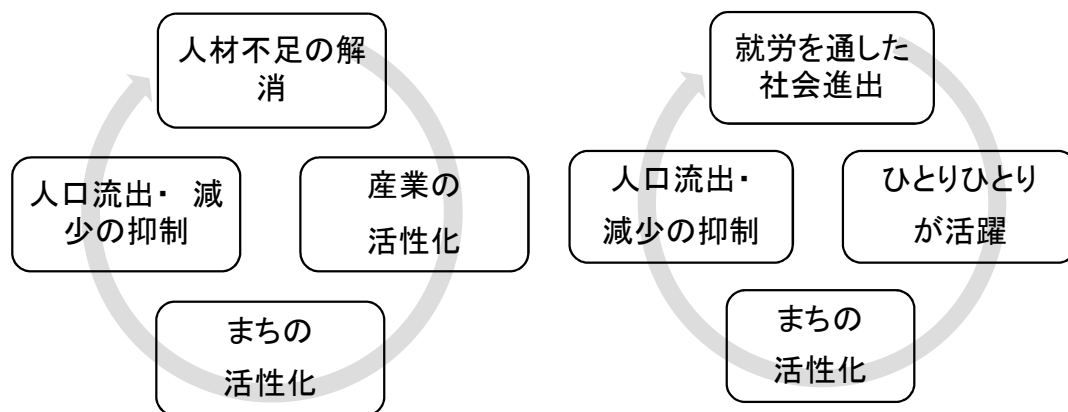 人材不足の解
消
産業の
活性化
まちの
活性化
人口流出・ 減
少の抑制
就労を通した
社会進出
ひとりひとり
が活躍
まちの
活性化
人口流出・
減少の抑制